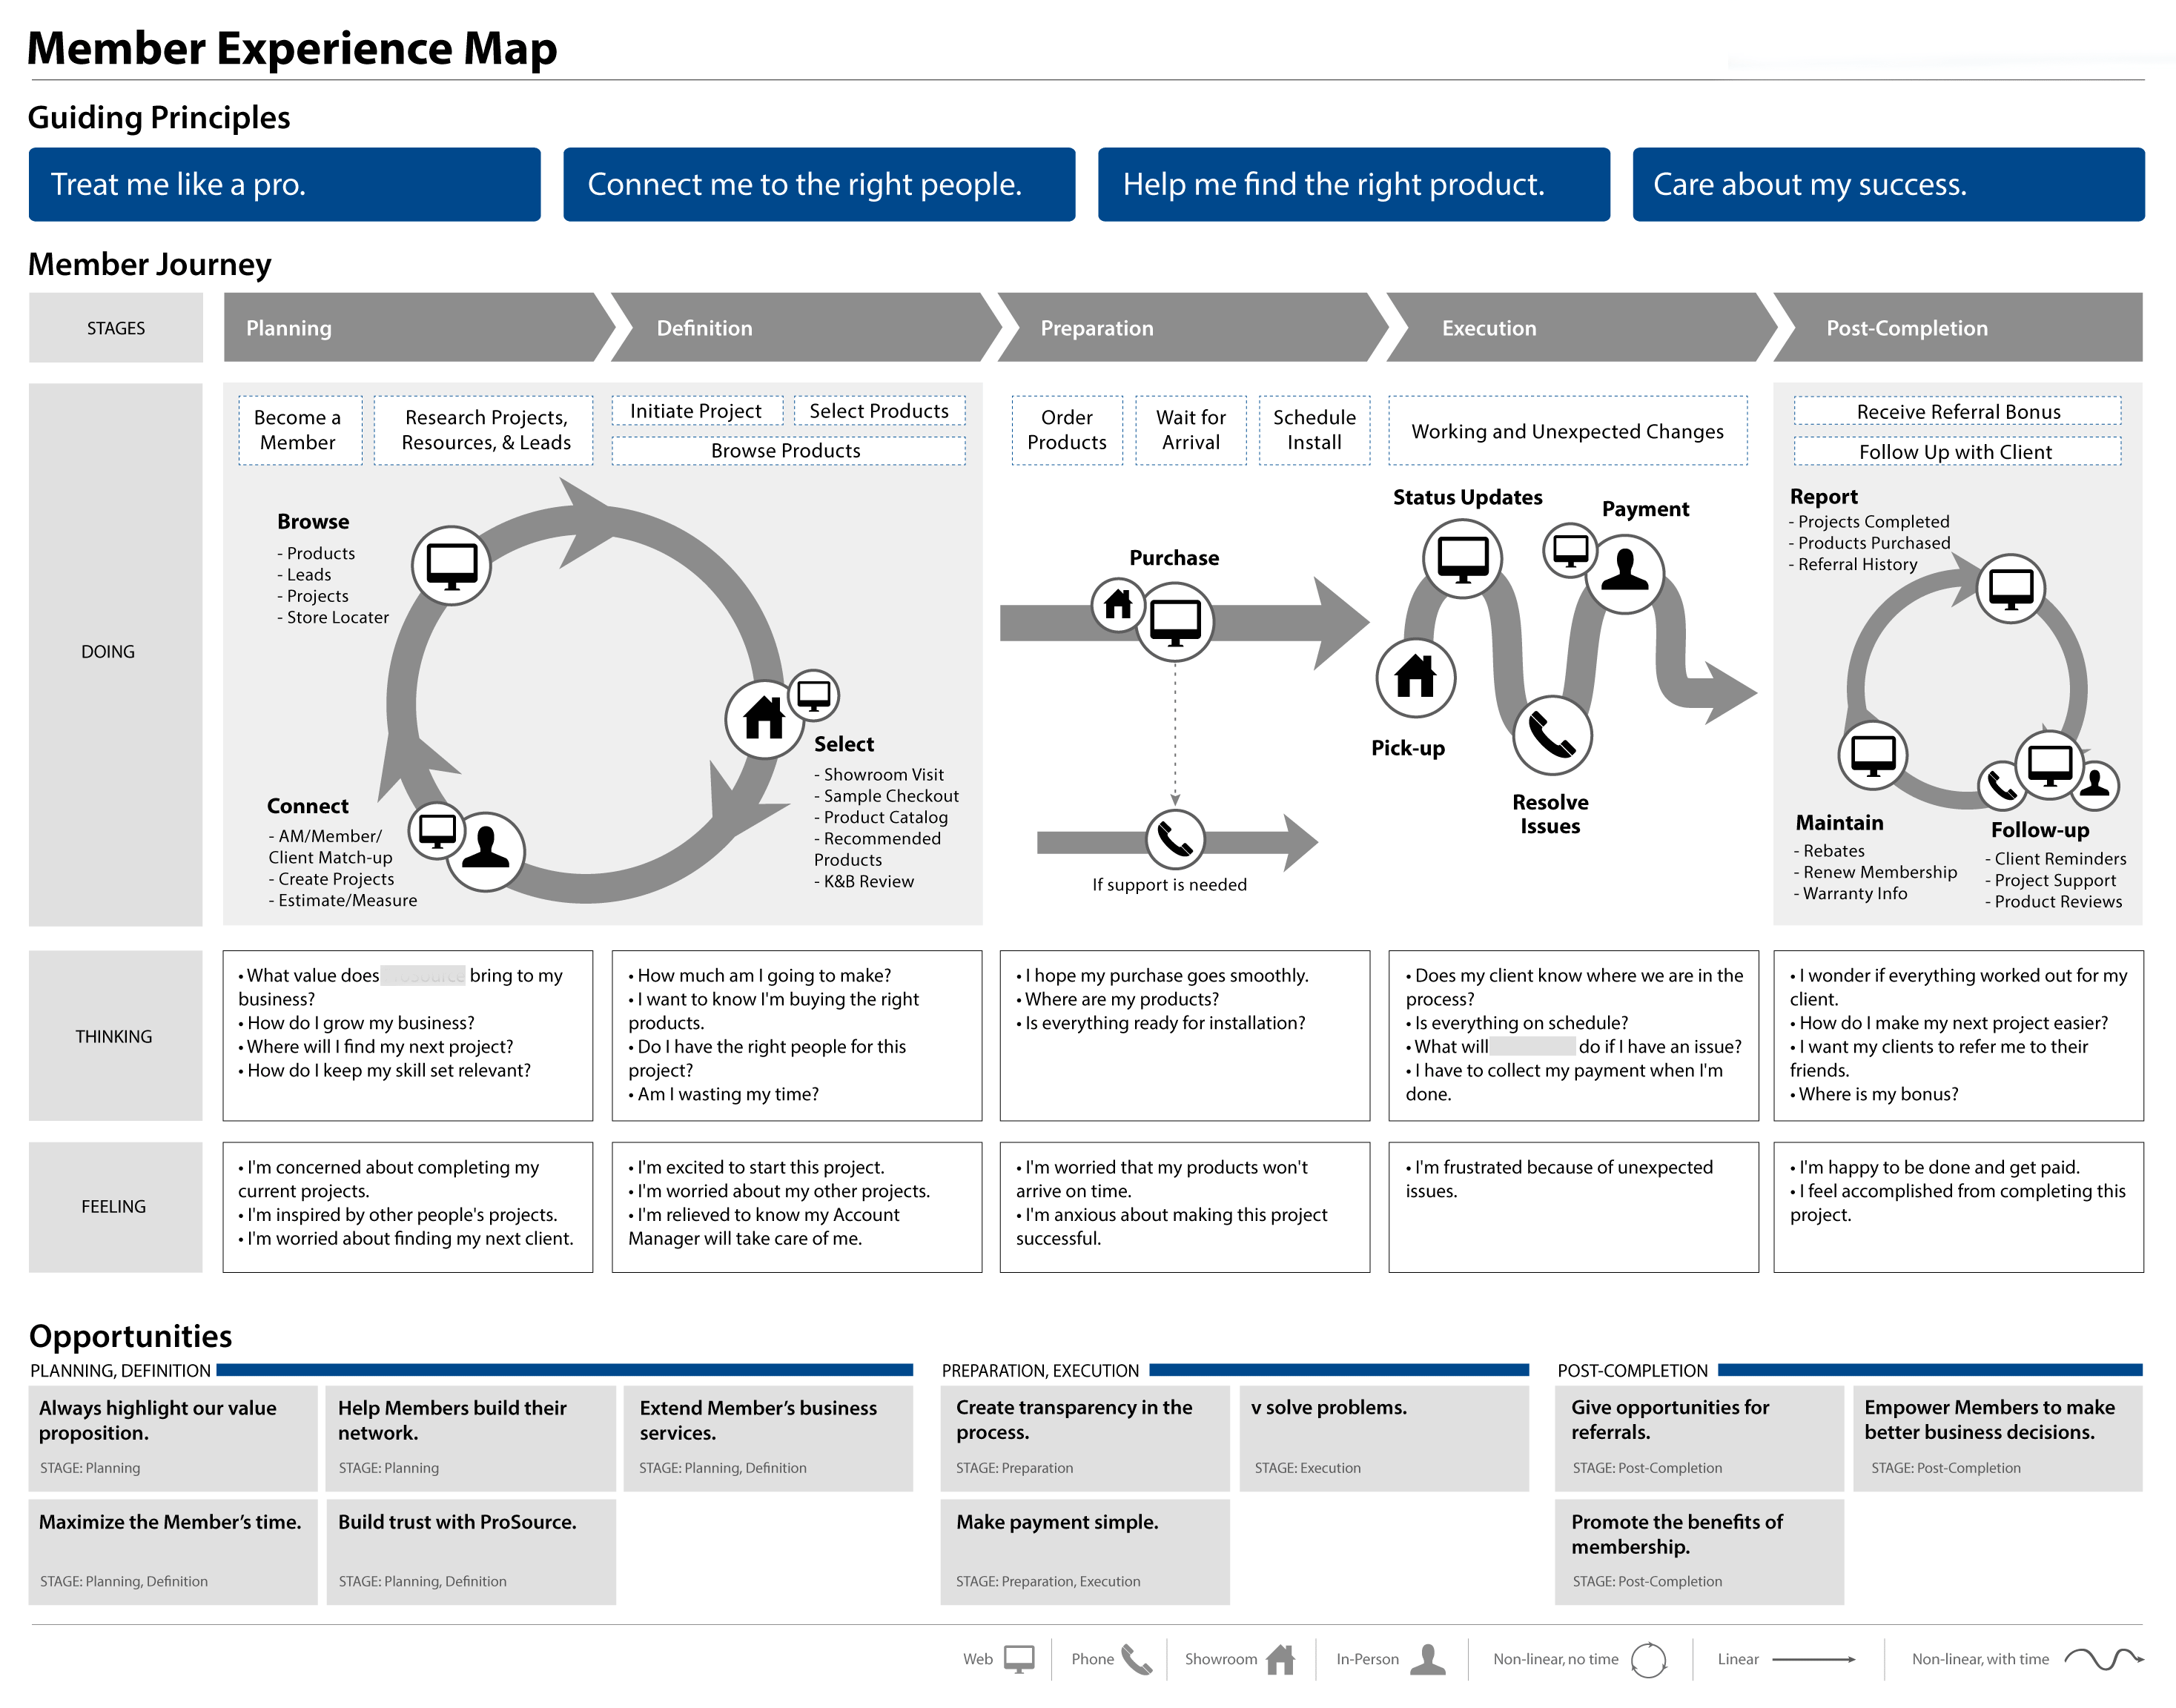 Member Experience Map
Guiding Principles
Treat me like a pro.
Connect me to the right people.
Help me find the right product.
Care about my success.
Member Journey
STAGES
Planning
Definition
Preparation
Execution
Post-Completion
DOING
Become a
Member
Research Projects,
Resources, & Leads
Initiate Project
Select Products
Browse Products
Order
Products
Wait for
Arrival
Schedule
Install
Working and Unexpected Changes
Receive Referral Bonus
Follow Up with Client
Browse
- Products
- Leads
- Projects
- Store Locater
Select
- Showroom Visit
- Sample Checkout
- Product Catalog
- Recommended
Products
- K&B Review
Connect
- AM/Member/
Client Match-up
- Create Projects
- Estimate/Measure
Purchase
If support is needed
Status Updates
Payment
Pick-up
Resolve
Issues
Report
- Projects Completed
- Products Purchased
- Referral History
Maintain
- Rebates
- Renew Membership
- Warranty Info
Follow-up
- Client Reminders
- Project Support
- Product Reviews
THINKING
• What value does bring to my
business?
• How do I grow my business?
• Where will I find my next project?
• How do I keep my skill set relevant?
• How much am I going to make?
• I want to know I'm buying the right
products.
• Do I have the right people for this
project?
• Am I wasting my time?
• I hope my purchase goes smoothly.
• Where are my products?
• Is everything ready for installation?
• Does my client know where we are in the
process?
• Is everything on schedule?
• What will do if I have an issue?
• I have to collect my payment when I'm
done.
• I wonder if everything worked out for my
client.
• How do I make my next project easier?
• I want my clients to refer me to their
friends.
• Where is my bonus?
FEELING
• I'm concerned about completing my
current projects.
• I'm inspired by other people's projects.
• I'm worried about finding my next client.
• I'm excited to start this project.
• I'm worried about my other projects.
• I'm relieved to know my Account
Manager will take care of me.
• I'm worried that my products won't
arrive on time.
• I'm anxious about making this project
successful.
• I'm frustrated because of unexpected
issues.
• I'm happy to be done and get paid.
• I feel accomplished from completing this
project.
Opportunities
PLANNING, DEFINITION
Always highlight our value
proposition.
STAGE: Planning
Help Members build their
network.
STAGE: Planning
Extend Member’s business
services.
STAGE: Planning, Definition
Maximize the Member’s time.
STAGE: Planning, Definition
Build trust with ProSource.
STAGE: Planning, Definition
PREPARATION, EXECUTION
Create transparency in the
process.
STAGE: Preparation
v solve problems.
STAGE: Execution
Make payment simple.
STAGE: Preparation, Execution
POST-COMPLETION
Give opportunities for
referrals.
STAGE: Post-Completion
Empower Members to make
better business decisions.
STAGE: Post-Completion
Promote the benefits of
membership.
STAGE: Post-Completion
Web
Phone
Showroom
In-Person
Non-linear, no time
Linear
Non-linear, with time